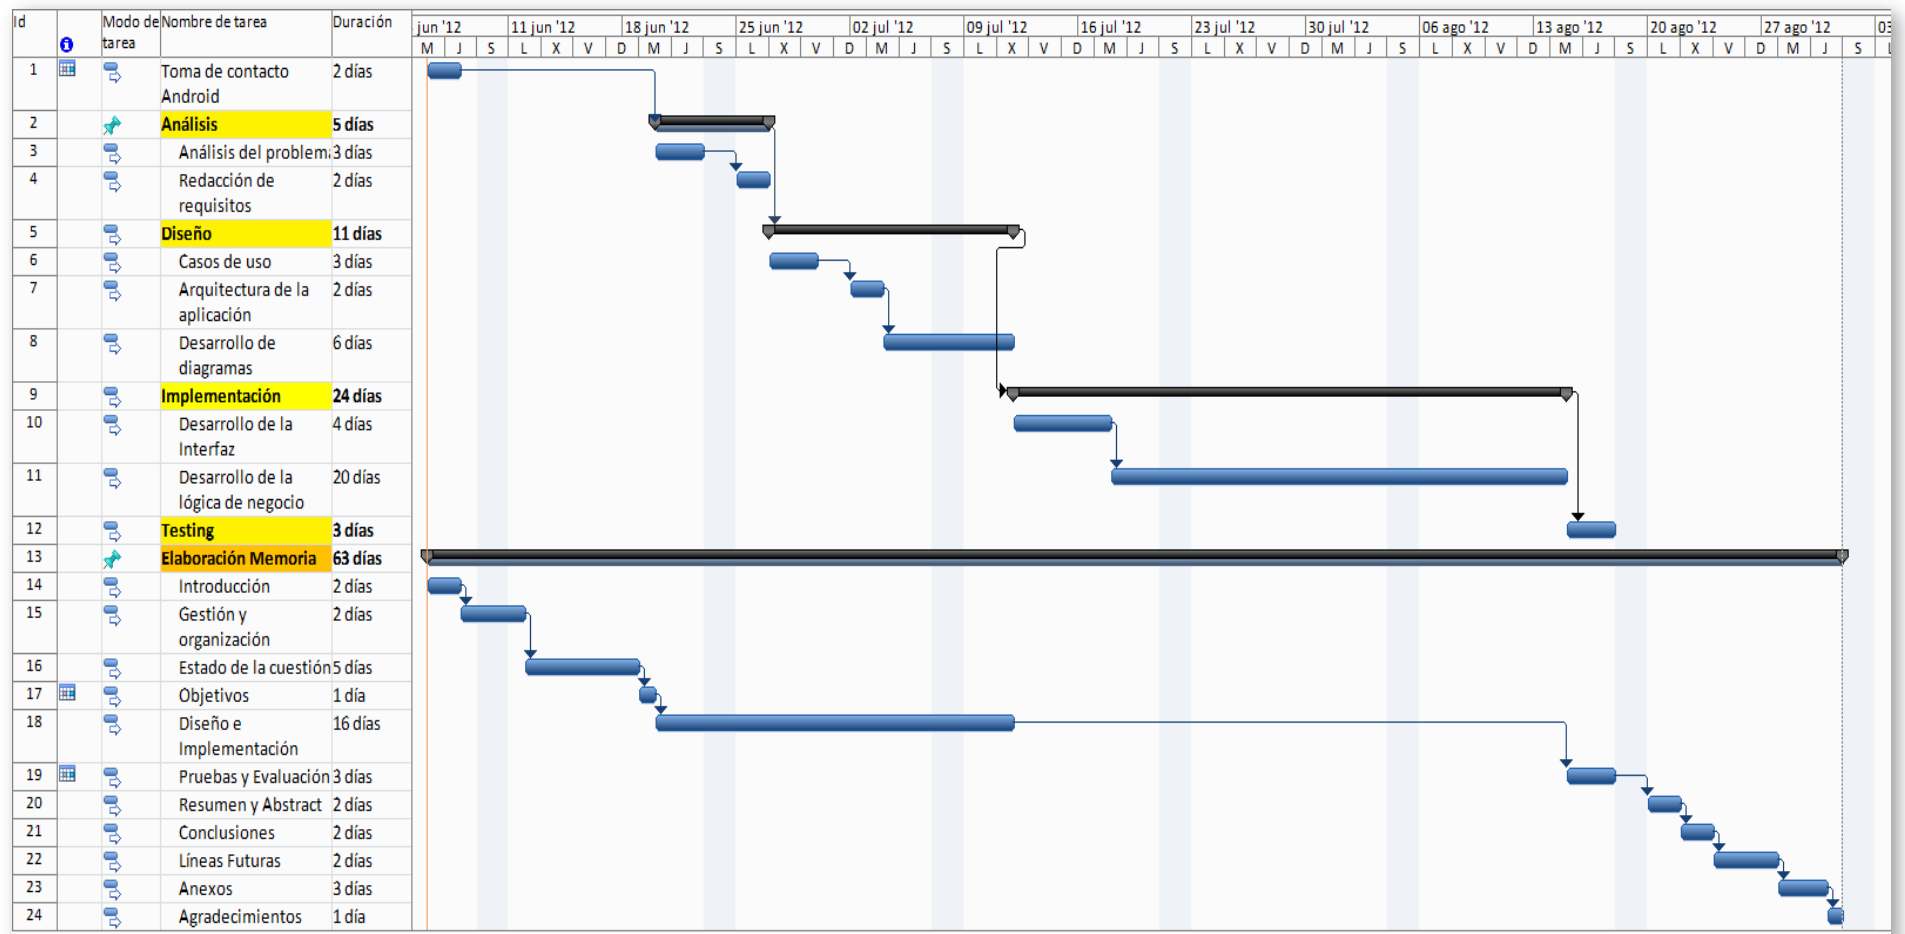 Id Modo de Nombre de tarea Duración
tarea
jun '12 11 jun '12 18 jun '12 25 jun '12 02 jul '12 09 jul '12 16 jul '12 23 jul '12 30 jul '12 06 ago '12 13 ago '12 20 ago '12 27 ago '12 03
M J S L X V D M J S L X V D M J S L X V D M J S L X V D M J S L X V D M J S L X V D M J S L
1 Toma de contacto 2 días
Android
2 Análisis 5 días
3 Análisis del problema 3 días
4 Redacción de 2 días
requisitos
5 Diseño 11 días
6 Casos de uso 3 días
7 Arquitectura de la 2 días
aplicación
8 Desarrollo de 6 días
diagramas
9 Implementación 24 días
10 Desarrollo de la 4 días
Interfaz
11 Desarrollo de la 20 días
lógica de negocio
12 Testing 3 días
13 Elaboración Memoria 63 días
14 Introducción 2 días
15 Gestión y 2 días
organización
16 Estado de la cuestión 5 días
17 Objetivos 1 día
18 Diseño e 16 días
Implementación
19 Pruebas y Evaluación 3 días
20 Resumen y Abstract 2 días
21 Conclusiones 2 días
22 Líneas Futuras 2 días
23 Anexos 3 días
24 Agradecimientos 1 día